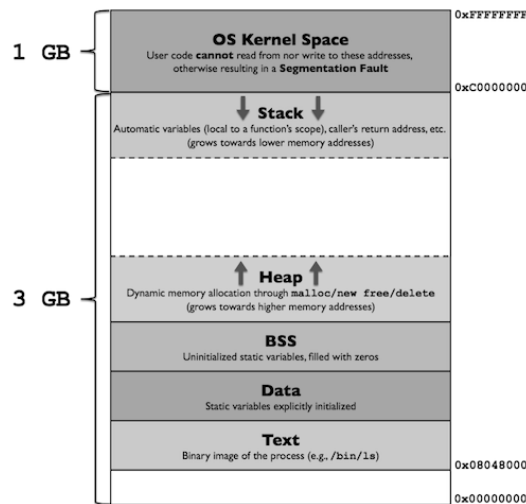 0xFFFFFFFF
OS Kernel Space
1 GB
User code cannot read from nor write to these addresses,
otherwise resulting in a Segmentation Fault
0xC0000000
Stack
Automatic variables (local to a function's scope), caller's return address, etc.
(grows towards lower memory addresses)
Heap
3 GB
Dynamic memory allocation through malloc/new free/delete
(grows towards higher memory addresses)
BSS
Uninitialized static variables, filled with zeros
Data
Static variables explicitly initialized
Text
Binary image of the process (e.g., /bin/ls)
0x08048000
0x00000000